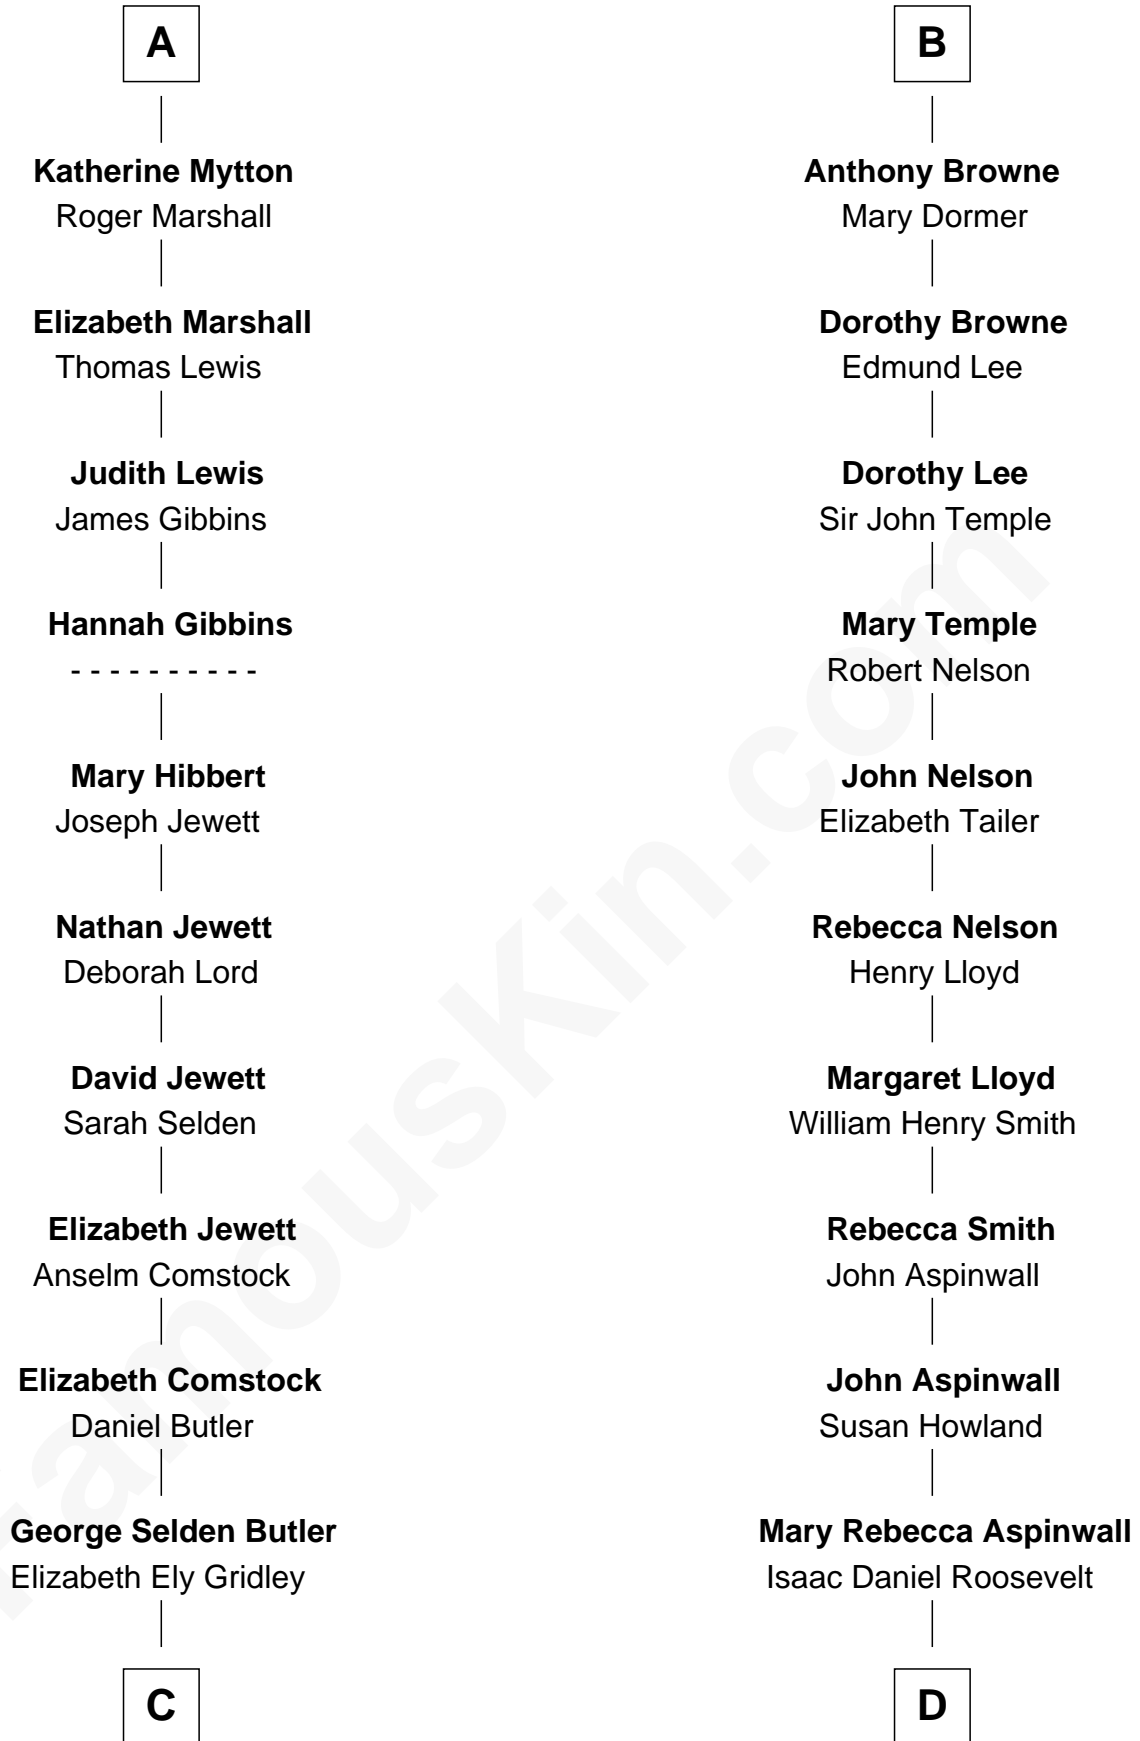 A
Katherine Mytton
Roger Marshall
Elizabeth Marshall
Thomas Lewis
Judith Lewis
James Gibbins
Hannah Gibbins
- - - - - - - - - -
Mary Hibbert
Joseph Jewett
Nathan Jewett
Deborah Lord
David Jewett
Sarah Selden
Elizabeth Jewett
Anselm Comstock
Elizabeth Comstock
Daniel Butler
George Selden Butler
Elizabeth Ely Gridley
C
B
Anthony Browne
Mary Dormer
Dorothy Browne
Edmund Lee
Dorothy Lee
Sir John Temple
Mary Temple
Robert Nelson
John Nelson
Elizabeth Tailer
Rebecca Nelson
Henry Lloyd
Margaret Lloyd
William Henry Smith
Rebecca Smith
John Aspinwall
John Aspinwall
Susan Howland
Mary Rebecca Aspinwall
Isaac Daniel Roosevelt
D
FamousKin.com